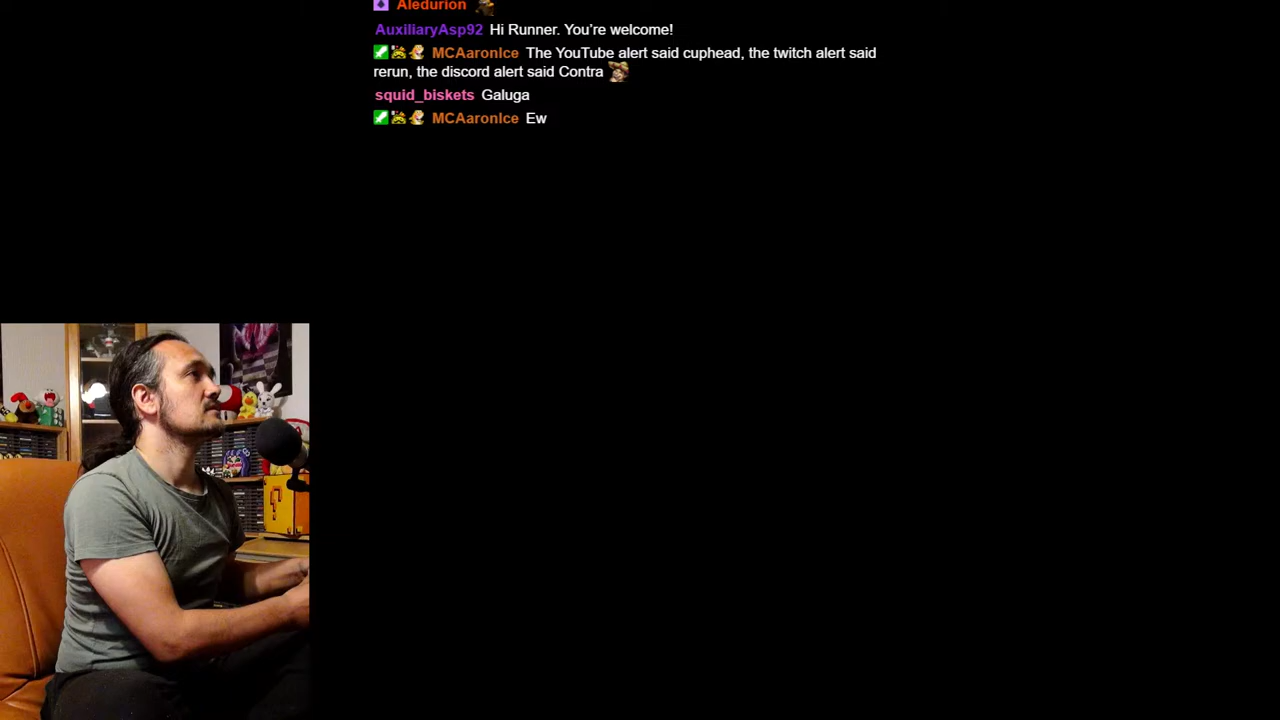 Aledurion
AuxiliaryAsp92 Hi Runner. You’re welcome!
MCAaronIce The YouTube alert said cuphead, the twitch alert said
rerun, the discord alert said Contra
squid_biskets Galuga
MCAaronIce Ew